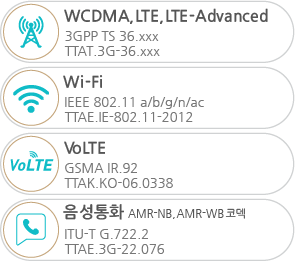 WCDMA, LTE, LTE-Advanced
3GPP TS 36.xxx
TTAT.3G-36.xxx
Wi-Fi
IEEE 802.11 a/b/g/n/ac
TTAE.IE-802.11-2012
VoLTE
VoLTE
GSMA IR.92
TTAK.KO-06.0338
음성통화 AMR-NB, AMR-WB 코덱
ITU-T G.722.2
TTAE.3G-22.076